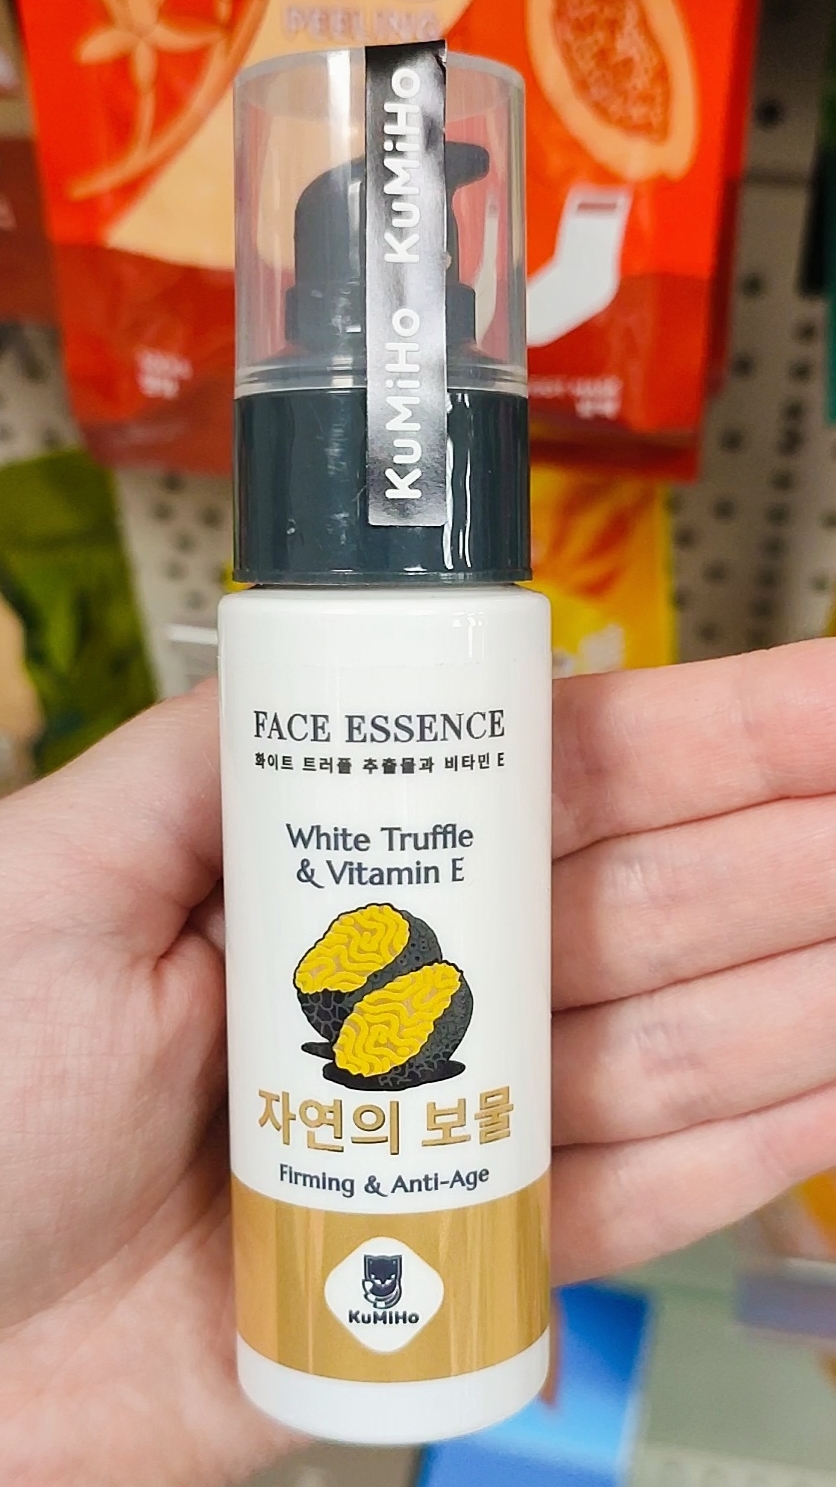 PEELING
KuMiHo KuMiHo
FACE ESSENCE
화이트 트러플 추출물과 비타민 E
White Truffle
& Vitamin E
자연의 보물
Firming & Anti-Age
KuMiHo